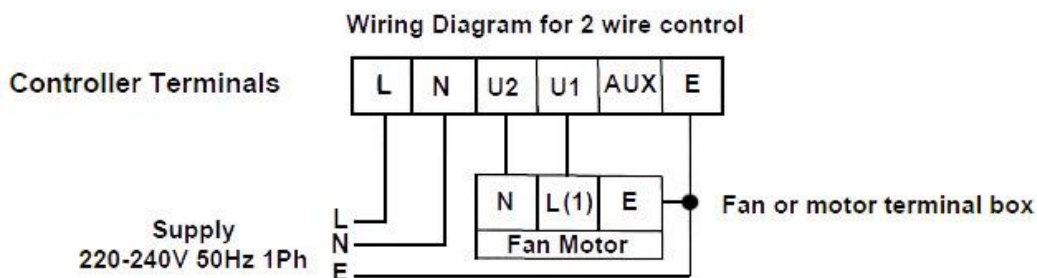 Wiring Diagram for 2 wire control
Controller Terminals
L N U2 U1 AUX E
N L(1) E
Fan or motor terminal box
Fan Motor
Supply
220-240V 50Hz 1Ph
L
N
E